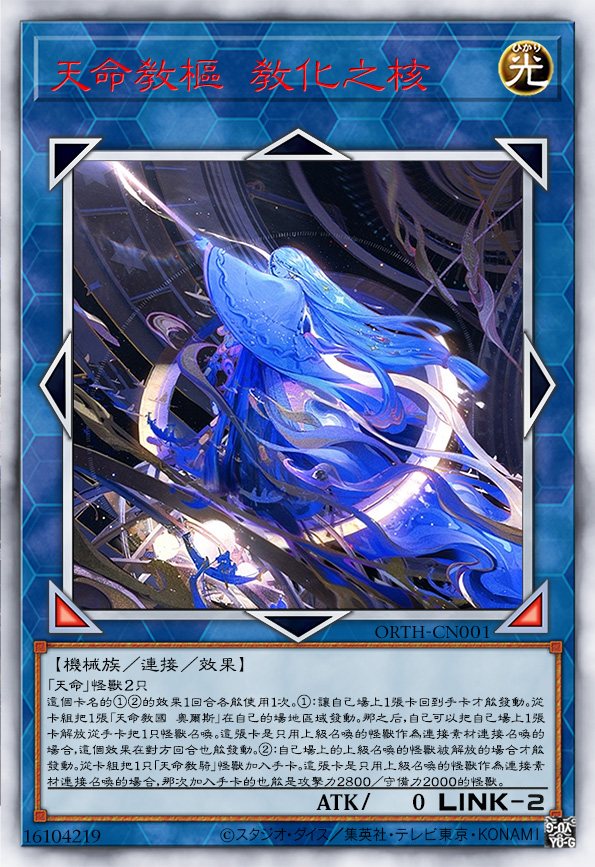 天命教樞　教化之核
ひかり
光
ORTH-CN001
【機械族／連接／效果】
「天命」怪獸2只
這個卡名的①②的效果1回合各能使用1次。①:讓自己場上1張卡回到手卡才能發動。從
卡組把1張「天命教國　奧爾斯」在自己的場地區域發動。那之后,自己可以把自己場上1張
卡解放從手卡把1只怪獸召喚。這張卡是只用上級召喚的怪獸作為連接素材連接召喚的
場合,這個效果在對方回合也能發動。②:自己場上的上級召喚的怪獸被解放的場合才能
發動。從卡組把1只「天命教騎」怪獸加入手卡。這張卡是只用上級召喚的怪獸作為連接素
材連接召喚的場合,那次加入手卡的也能是攻擊力2800／守備力2000的怪獸。
ATK/ 0 LINK-2
16104219 ©スタジオ・ダイス／集英社・テレビ東京・KONAMI